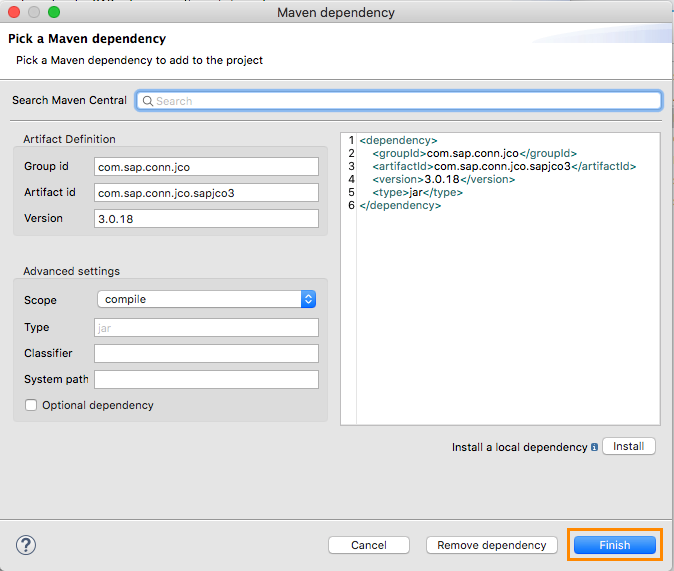 Maven dependency
Pick a Maven dependency
Pick a Maven dependency to add to the project
Search Maven Central
Search
Artifact Definition
Group id
com.sap.conn.jco
Artifact id
com.sap.conn.jco.sapjco3
Version
3.0.18
1 <dependency>
2 <groupId>com.sap.conn.jco</groupId>
3 <artifactId>com.sap.conn.jco.sapjco3</artifactId>
4 <version>3.0.18</version>
5 <type>jar</type>
6 </dependency>
Advanced settings
Scope
compile
Type
jar
Classifier
System path
Optional dependency
Install a local dependency
Install
?
Cancel
Remove dependency
Finish